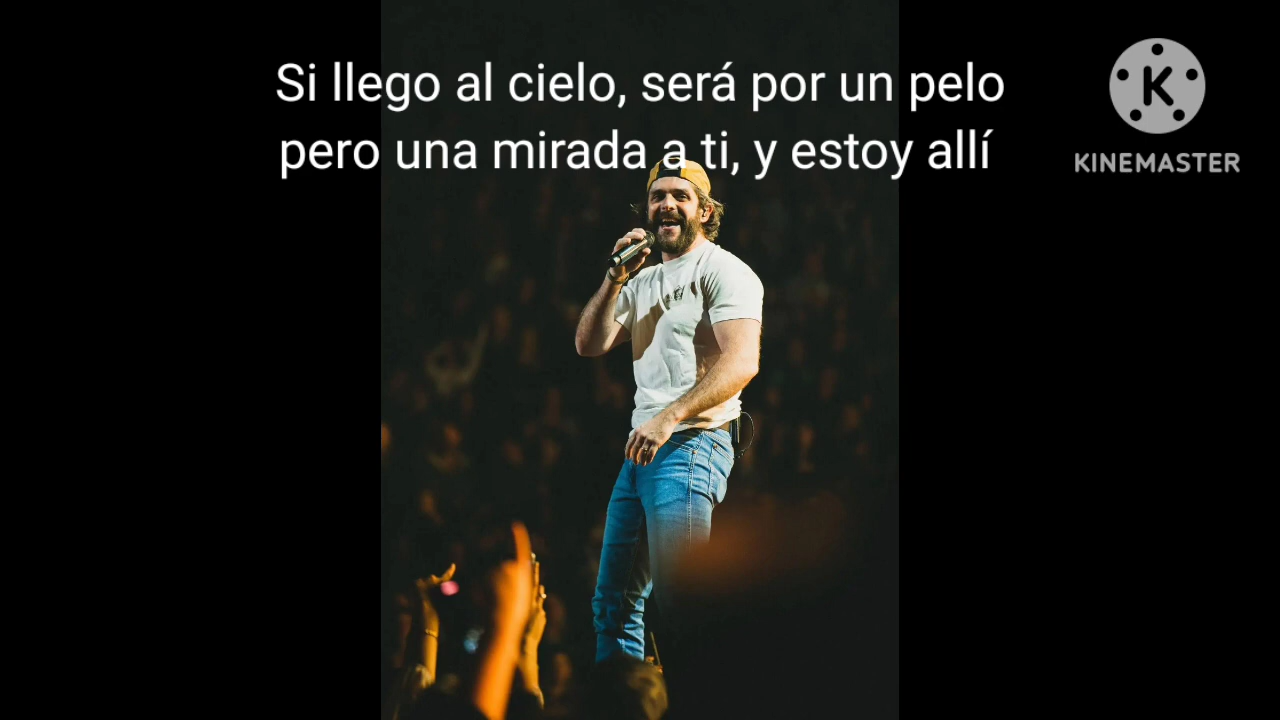 Si llego al cielo, será por un pelo
pero una mirada a ti, y estoy allí
K
KINEMASTER